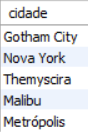 cidade
Gotham City
Nova York
Themyscira
Malibu
Metrópolis